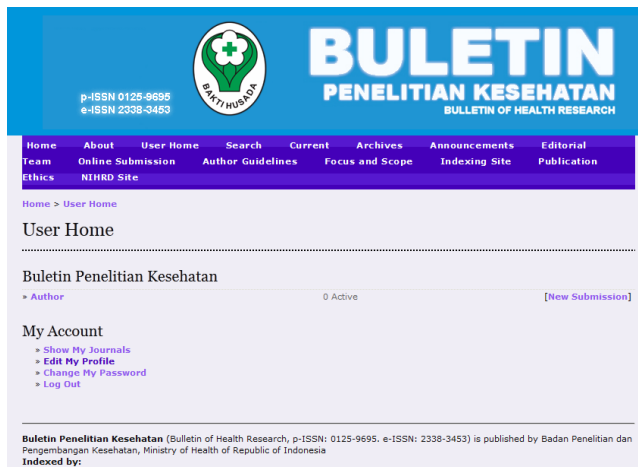 BULETIN
PENELITIAN KESEHATAN
BULLETIN OF HEALTH RESEARCH
BAKTI HUSADA
p-ISSN 0125-9695
e-ISSN 2338-3453
Home About User Home Search Current Archives Announcements Editorial
Team Online Submission Author Guidelines Focus and Scope Indexing Site Publication
Ethics NIHRD Site
Home > User Home
User Home
Buletin Penelitian Kesehatan
» Author 0 Active [New Submission]
My Account
» Show My Journals
» Edit My Profile
» Change My Password
» Log Out
Buletin Penelitian Kesehatan (Bulletin of Health Research, p-ISSN: 0125-9695. e-ISSN: 2338-3453) is published by Badan Penelitian dan
Pengembangan Kesehatan, Ministry of Health of Republic of Indonesia
Indexed by: